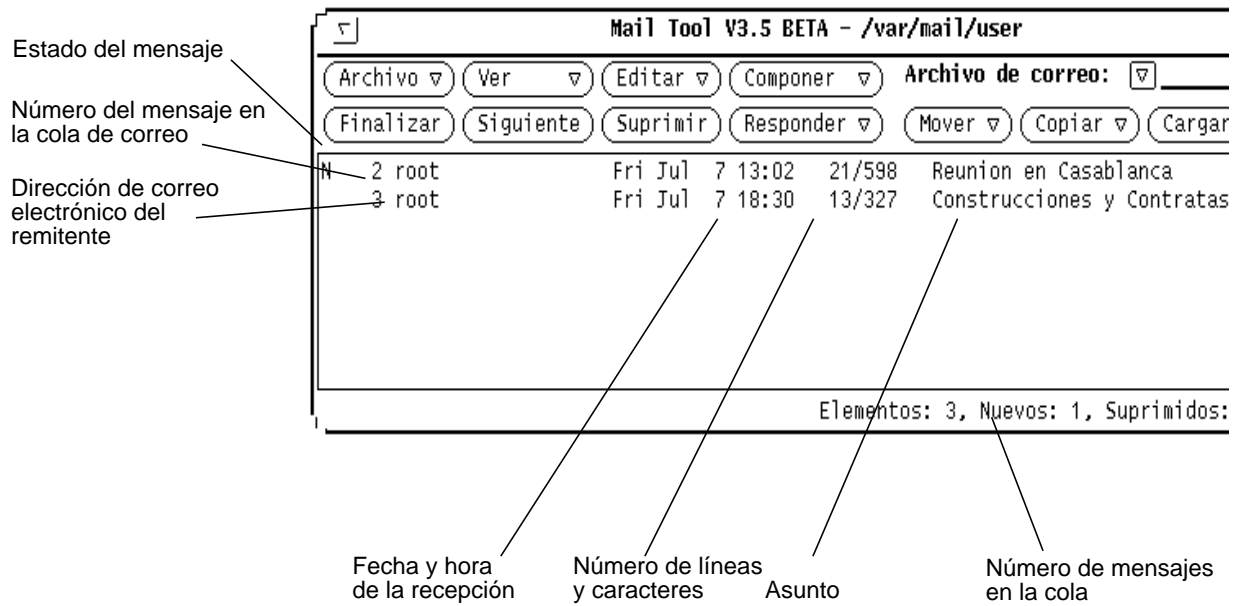 Mail Tool V3.5 BETA - /var/mail/user
Estado del mensaje
Archivo Ver Editar Componer Archivo de correo:
Número del mensaje en
la cola de correo
Finalizar Siguiente Suprimir Responder Mover Copiar Cargar
N 2 root Fri Jul 7 13:02 21/598 Reunion en Casablanca
Dirección de correo
electrónico del
remitente
3 root Fri Jul 7 18:30 13/327 Construcciones y Contratas
Elementos: 3, Nuevos: 1, Suprimidos:
Fecha y hora
de la recepción
Número de líneas
y caracteres
Asunto
Número de mensajes
en la cola